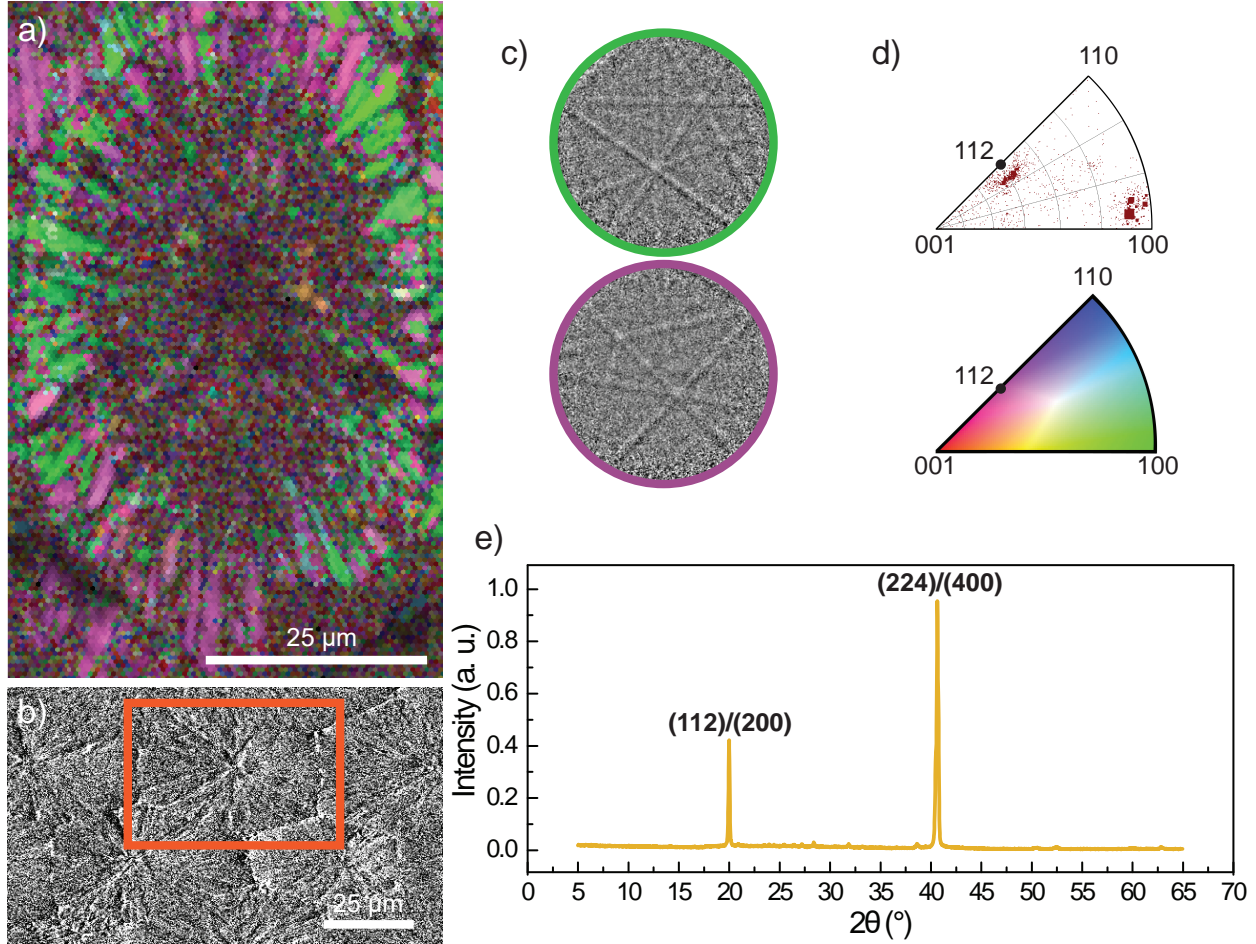 a)
25 µm
b)
25 µm
c)
d)
110
112
001
100
110
112
001
100
e)
(224)/(400)
(112)/(200)
Intensity (a. u.)
1.0
0.8
0.6
0.4
0.2
0.0
0 5 10 15 20 25 30 35 40 45 50 55 60 65 70
2θ (°)